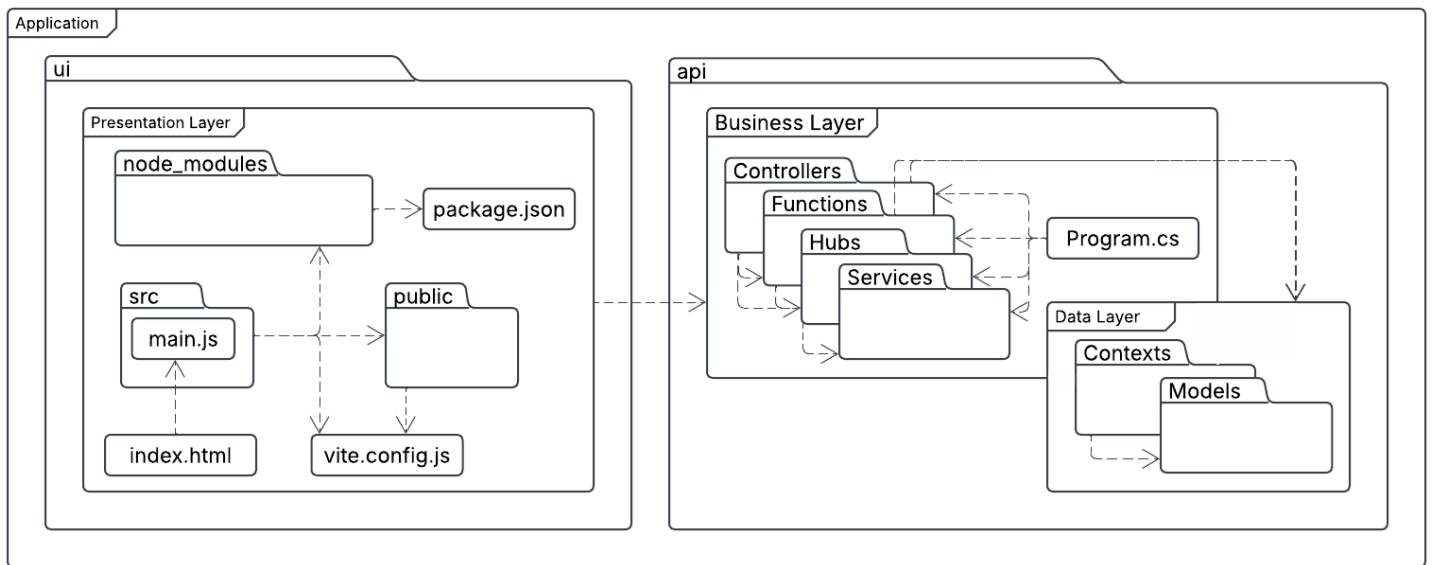 Application
ui
Presentation Layer
node_modules
package.json
src
main.js
public
index.html
vite.config.js
api
Business Layer
Controllers
Functions
Hubs
Services
Program.cs
Data Layer
Contexts
Models